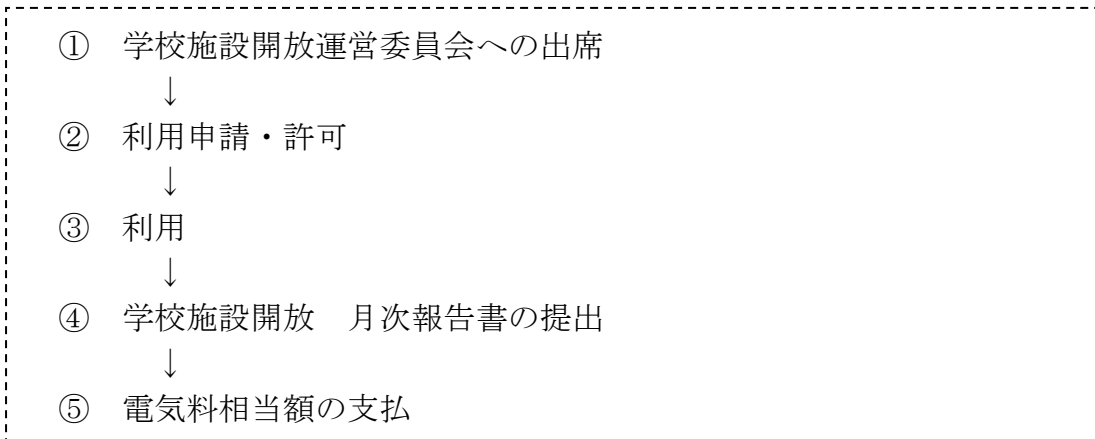 ① 学校施設開放運営委員会への出席
↓
② 利用申請・許可
↓
③ 利用
↓
④ 学校施設開放　月次報告書の提出
↓
⑤ 電気料相当額の支払